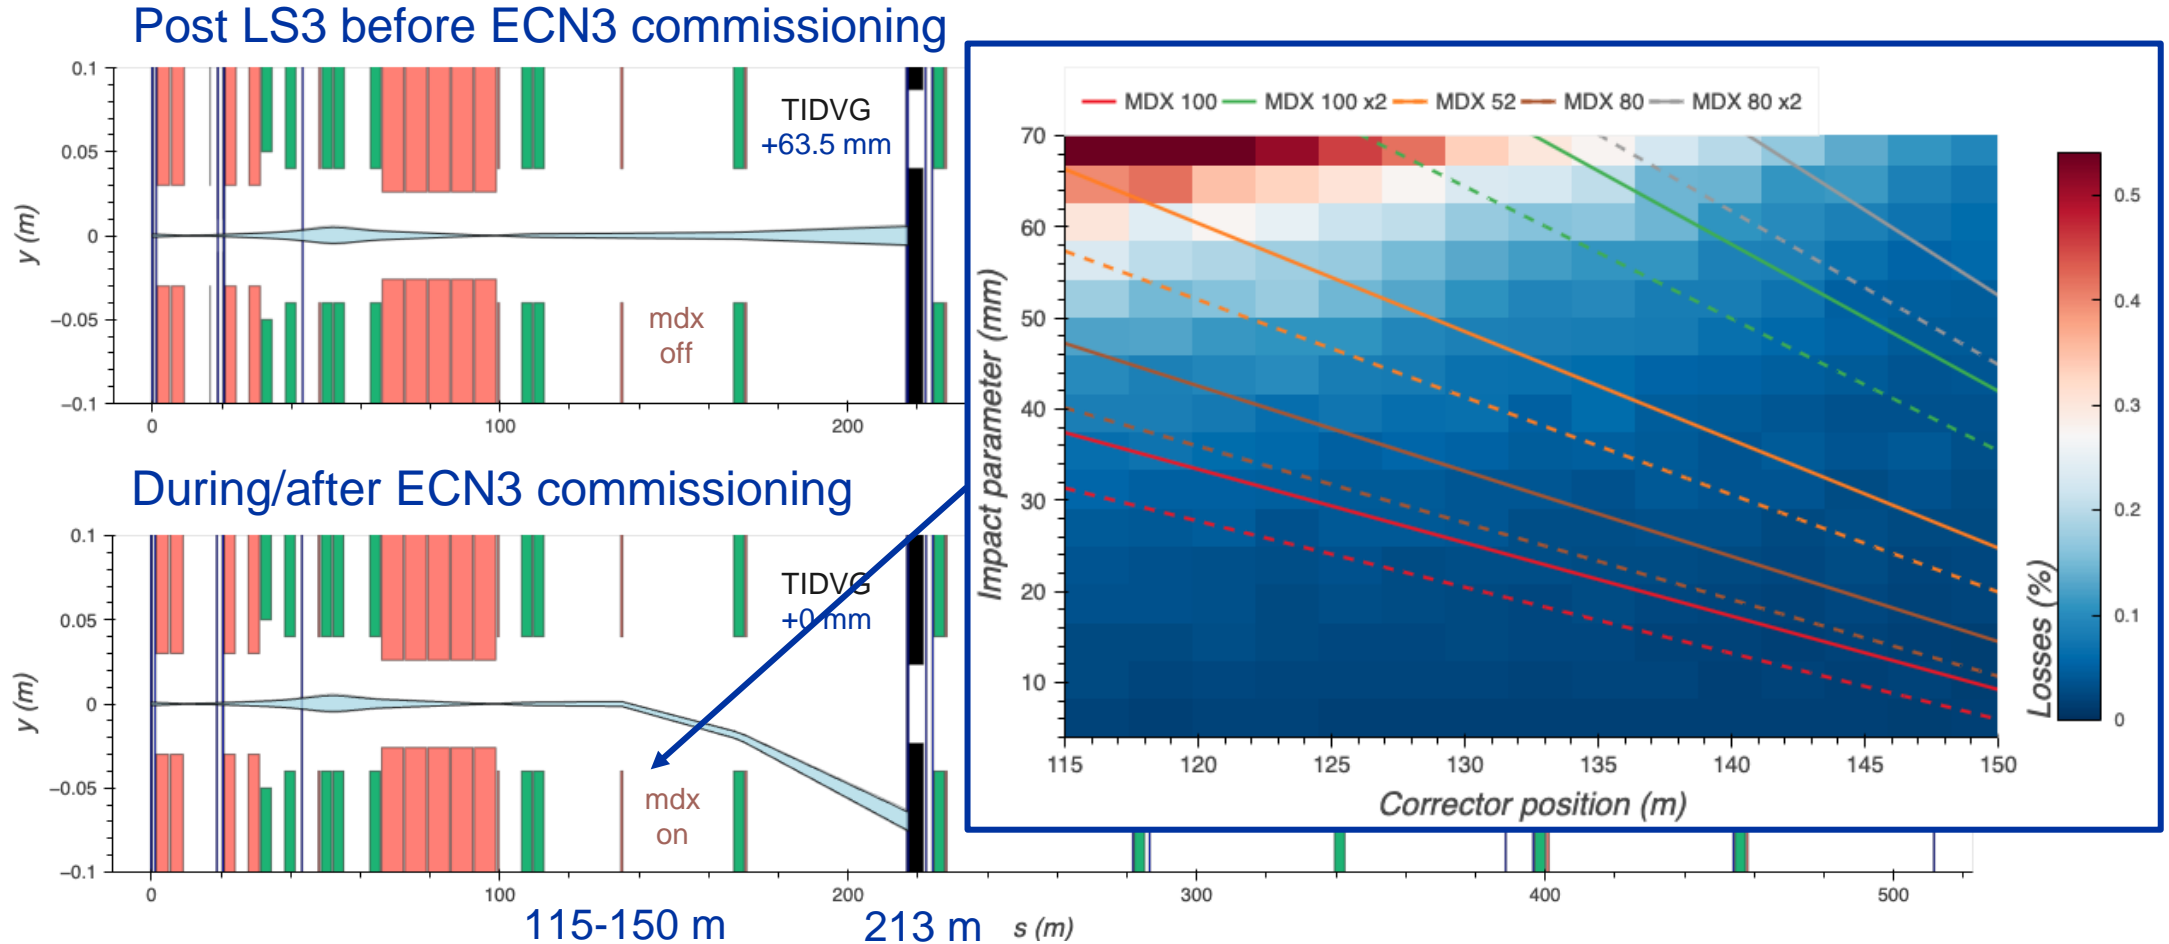 Post LS3 before ECN3 commissioning
0.1
0.05
0
−0.05
−0.1
y (m)
TIDVG
+63.5 mm
mdx
off
0
100
200
During/after ECN3 commissioning
0.1
0.05
0
−0.05
−0.1
y (m)
TIDVG
+0 mm
mdx
on
0
100
200
300
400
500
115-150 m
213 m
s (m)
MDX 100
MDX 100 x2
MDX 52
MDX 80
MDX 80 x2
70
60
50
40
30
20
10
Impact parameter (mm)
115
120
125
130
135
140
145
150
Corrector position (m)
0.5
0.4
0.3
0.2
0.1
0
Losses (%)